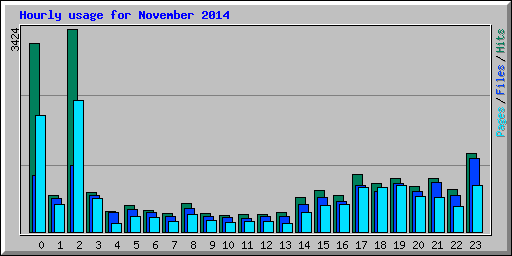 Hourly usage for November 2014
3424
Pages/Files/Hits
0 1 2 3 4 5 6 7 8 9 10 11 12 13 14 15 16 17 18 19 20 21 22 23